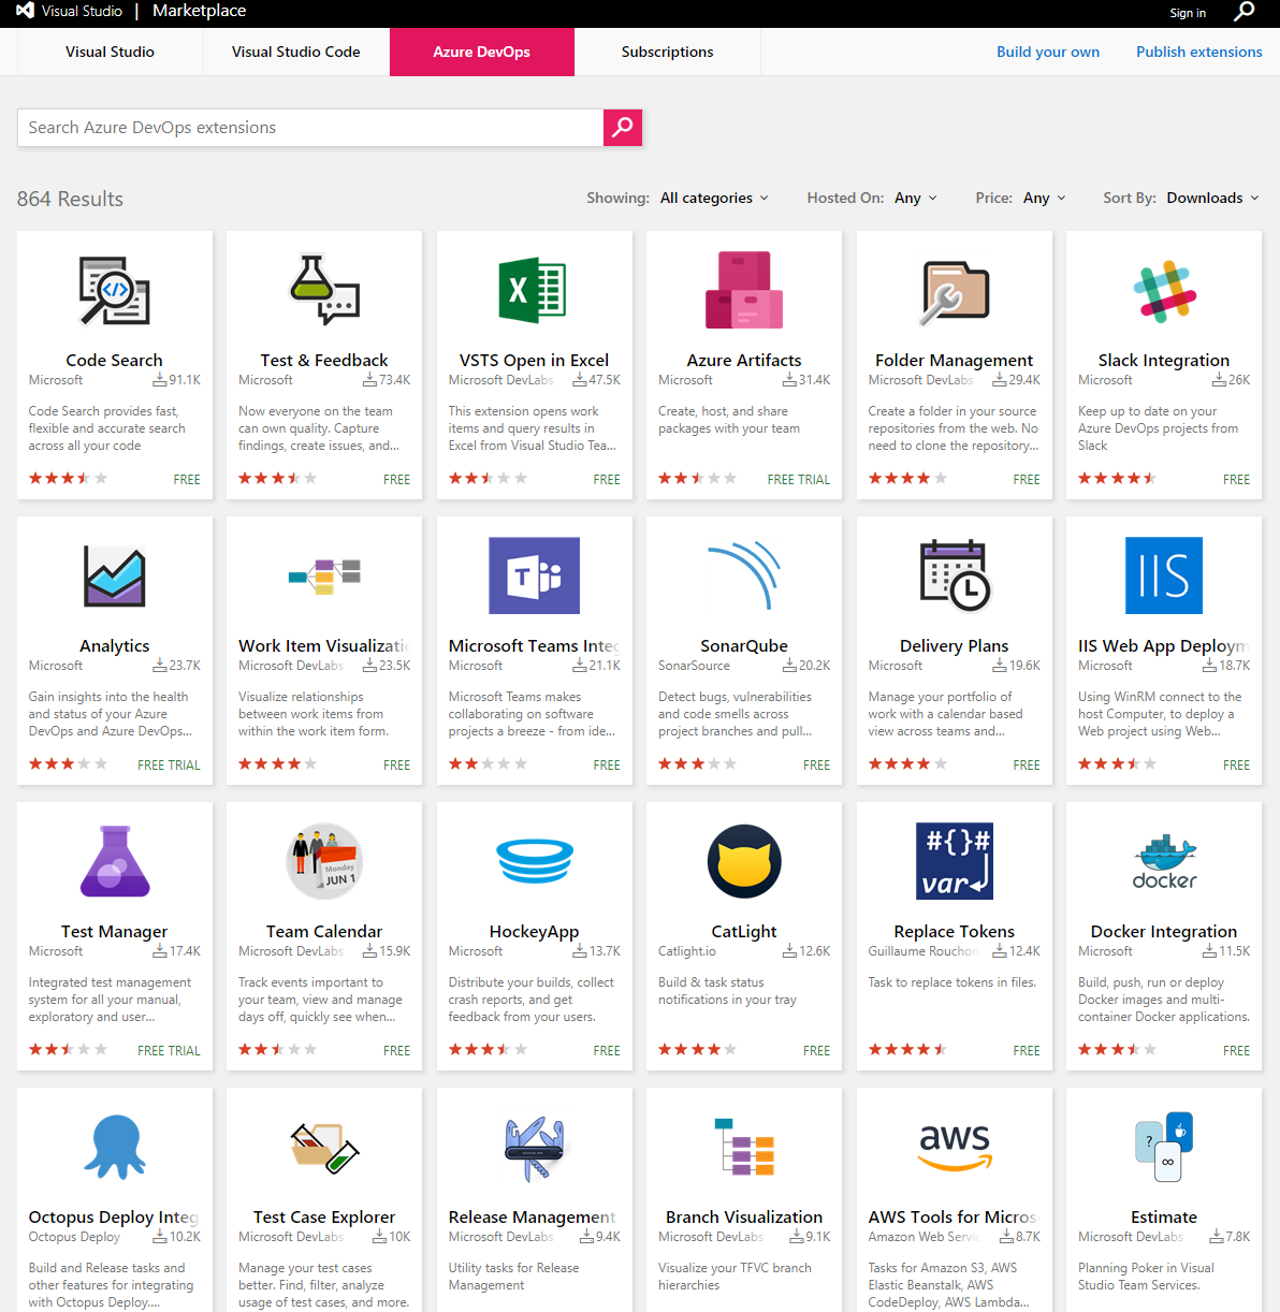 Visual Studio | Marketplace
Sign in
Visual Studio
Visual Studio Code
Azure DevOps
Subscriptions
Build your own
Publish extensions
Search Azure DevOps extensions
864 Results
Showing: All categories
Hosted On: Any
Price: Any
Sort By: Downloads
Code Search
Microsoft 91.1K
Code Search provides fast,
flexible and accurate search
across all your code
FREE
Test & Feedback
Microsoft 73.4K
Now everyone on the team
can own quality. Capture
findings, create issues, and...
FREE
X
VSTS Open in Excel
Microsoft DevLabs 47.5K
This extension opens work
items and query results in
Excel from Visual Studio Tea...
FREE
Azure Artifacts
Microsoft 31.4K
Create, host, and share
packages with your team
FREE TRIAL
Folder Management
Microsoft DevLabs 29.4K
Create a folder in your source
repositories from the web. No
need to clone the repository...
FREE
Slack Integration
Microsoft 26K
Keep up to date on your
Azure DevOps projects from
Slack
FREE
Analytics
Microsoft 23.7K
Gain insights into the health
and status of your Azure
DevOps and Azure DevOps...
FREE TRIAL
Work Item Visualizatic
Microsoft DevLabs 23.5K
Visualize relationships
between work items from
within the work item form.
FREE
T
Microsoft Teams Integ
Microsoft 21.1K
Microsoft Teams makes
collaborating on software
projects a breeze - from ide...
FREE
SonarQube
SonarSource 20.2K
Detect bugs, vulnerabilities
and code smells across
project branches and pull...
FREE
Delivery Plans
Microsoft 19.6K
Manage your portfolio of
work with a calendar based
view across teams and...
FREE
IIS
IIS Web App Deploym
Microsoft 18.7K
Using WinRM connect to the
host Computer, to deploy a
Web project using Web...
FREE
Test Manager
Microsoft 17.4K
Integrated test management
system for all your manual,
exploratory and user...
FREE TRIAL
Monday
JUN 1
Team Calendar
Microsoft DevLabs 15.9K
Track events important to
your team, view and manage
days off, quickly see when...
FREE
HockeyApp
Microsoft 13.7K
Distribute your builds, collect
crash reports, and get
feedback from your users.
FREE
CatLight
Catlight.io 12.6K
Build & task status
notifications in your tray
FREE
#{}#
var
Replace Tokens
Guillaume Rouchon 12.4K
Task to replace tokens in files.
FREE
docker
Docker Integration
Microsoft 11.5K
Build, push, run or deploy
Docker images and multi-
container Docker applications.
FREE
Octopus Deploy Integ
Octopus Deploy 10.2K
Build and Release tasks and
other features for integrating
with Octopus Deploy....
Test Case Explorer
Microsoft DevLabs 10K
Manage your test cases
better. Find, filter, analyze
usage of test cases, and more.
Release Management
Microsoft DevLabs 9.4K
Utility tasks for Release
Management
Branch Visualization
Microsoft DevLabs 9.1K
Visualize your TFVC branch
hierarchies
aws
AWS Tools for Micros
Amazon Web Servic 8.7K
Tasks for Amazon S3, AWS
Elastic Beanstalk, AWS
CodeDeploy, AWS Lambda...
?
∞
Estimate
Microsoft DevLabs 7.8K
Planning Poker in Visual
Studio Team Services.